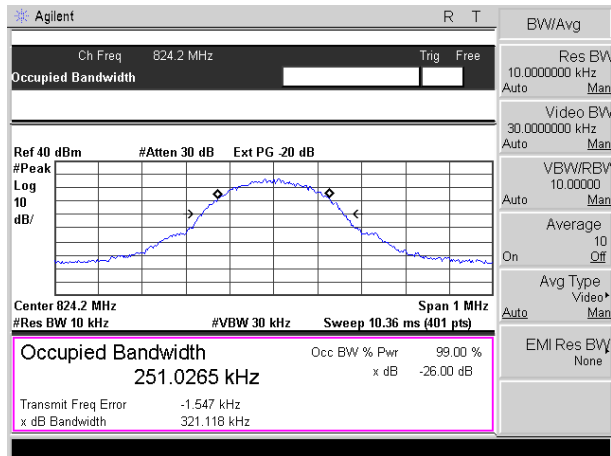 Agilent R T
BW/Avg
Ch Freq 824.2 MHz Trig Free
Occupied Bandwidth
Res BW
10.0000000 kHz
Auto Man
Video BW
30.0000000 kHz
Auto Man
Ref 40 dBm #Atten 30 dB Ext PG -20 dB
#Peak
Log
10
dB/
VBW/RBW
10.00000
Auto Man
Average
10
On Off
Avg Type
Video
Auto Man
Center 824.2 MHz Span 1 MHz
#Res BW 10 kHz #VBW 30 kHz Sweep 10.36 ms (401 pts)
EMI Res BW
None
Occupied Bandwidth Occ BW % Pwr 99.00 %
251.0265 kHz x dB -26.00 dB
Transmit Freq Error -1.547 kHz
x dB Bandwidth 321.118 kHz